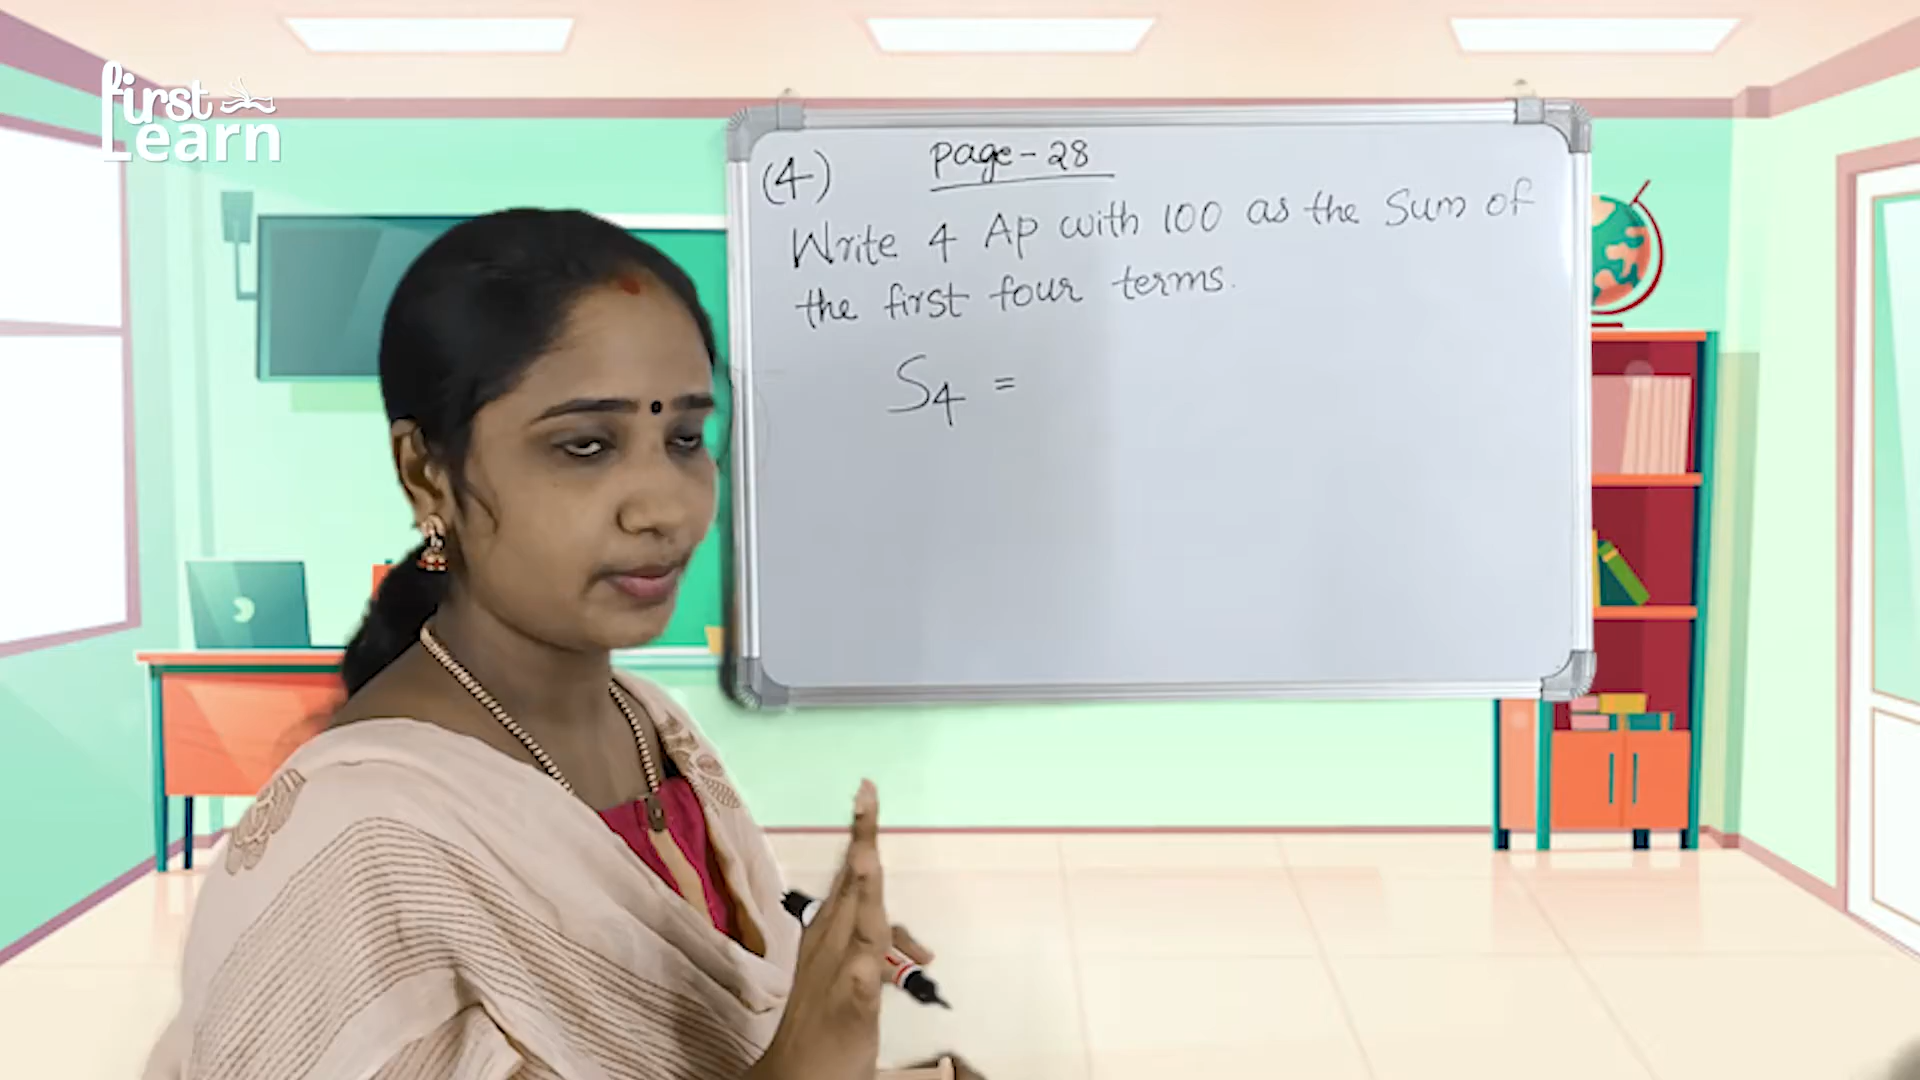 First
Learn
(4)
Page - 28
Write 4 Ap with 100 as the Sum of
the first four terms.
S4 =